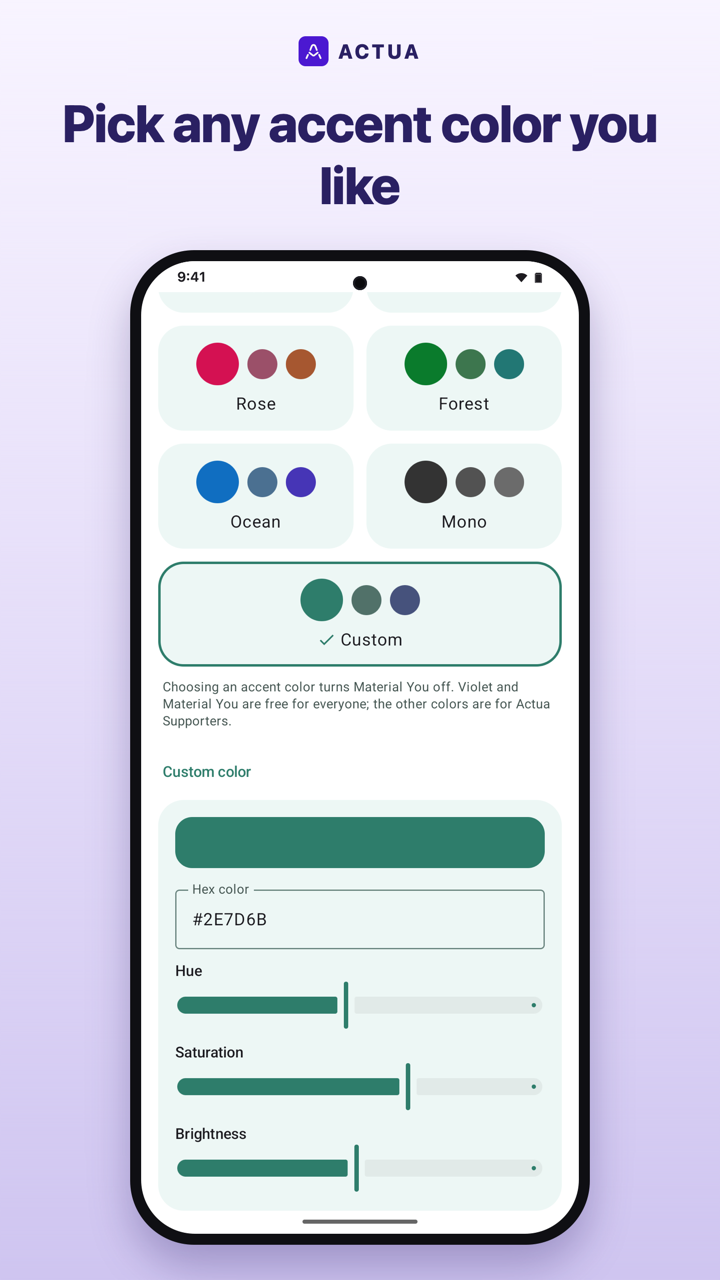 ACTUA
Pick any accent color you
like
9:41
Rose
Forest
Ocean
Mono
Custom
Choosing an accent color turns Material You off. Violet and
Material You are free for everyone; the other colors are for Actua
Supporters.
Custom color
Hex color
#2E7D6B
Hue
Saturation
Brightness